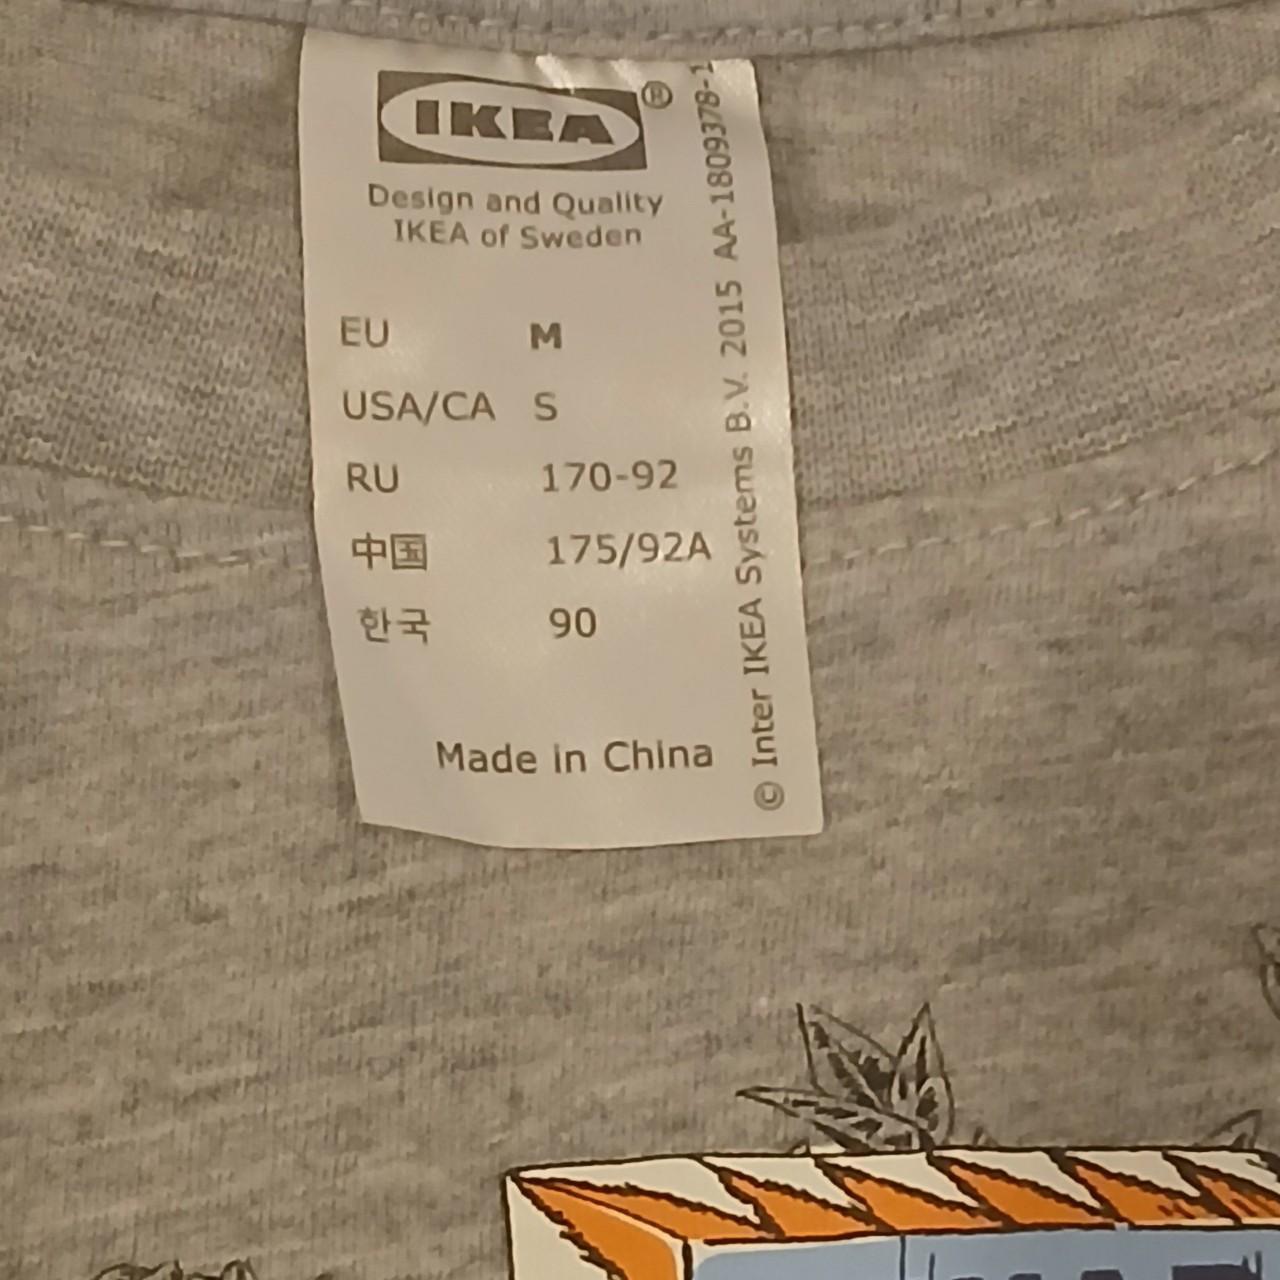 IKEA®
Design and Quality
IKEA of Sweden
EU M
USA/CA S
RU 170-92
中国 175/92A
한국 90
Made in China
© Inter IKEA Systems B.V. 2015 AA-1809378-1